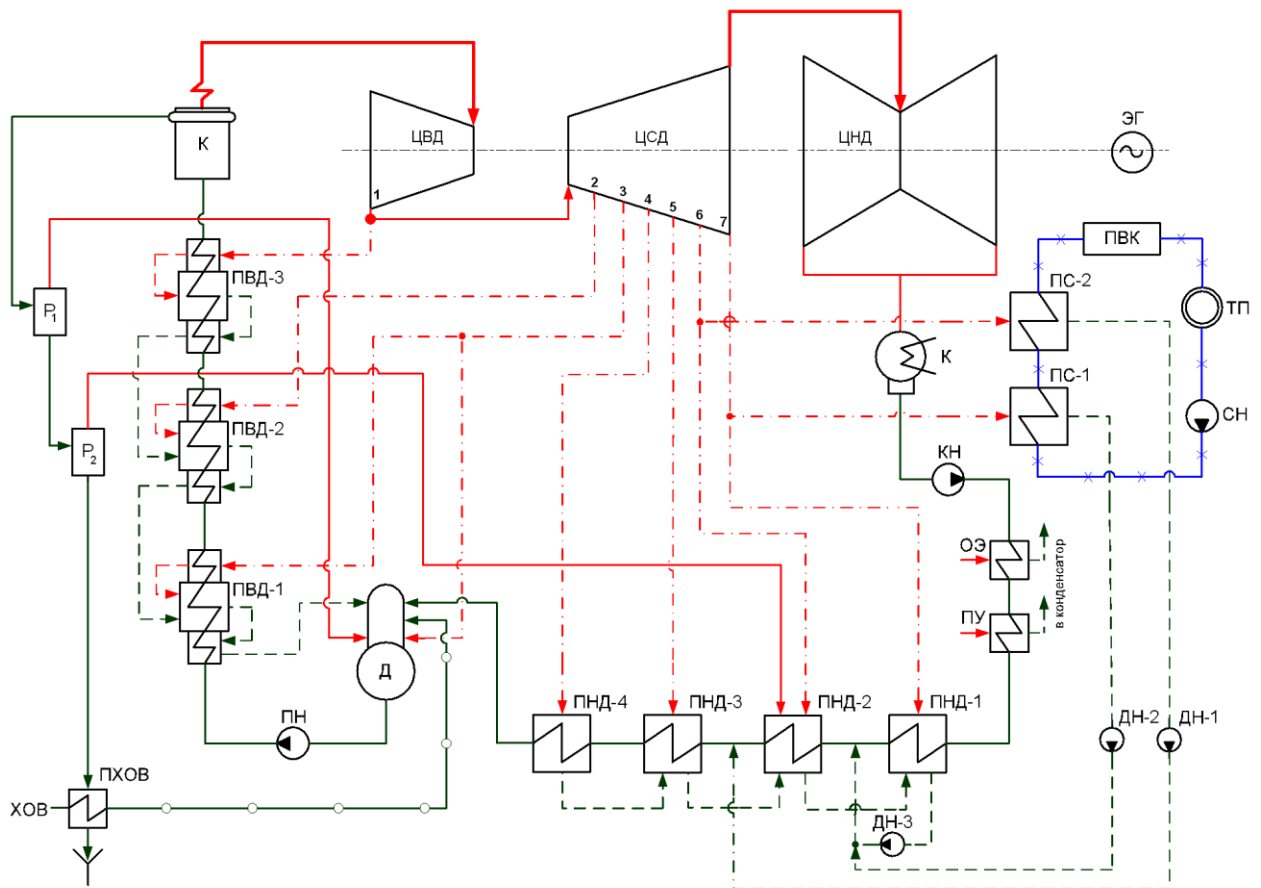 ЭГ
К
ЦВД
ЦСД
ЦНД
1
2
3
4
5
6
7
ПВК
ПВД-3
ПС-2
ТП
Р1
К
ПС-1
СН
ПВД-2
Р2
КН
ОЭ
ПВД-1
ПУ
в конденсатор
Д
ПН
ПНД-4
ПНД-3
ПНД-2
ПНД-1
ДН-2
ДН-1
ПХОВ
ХОВ
ДН-3